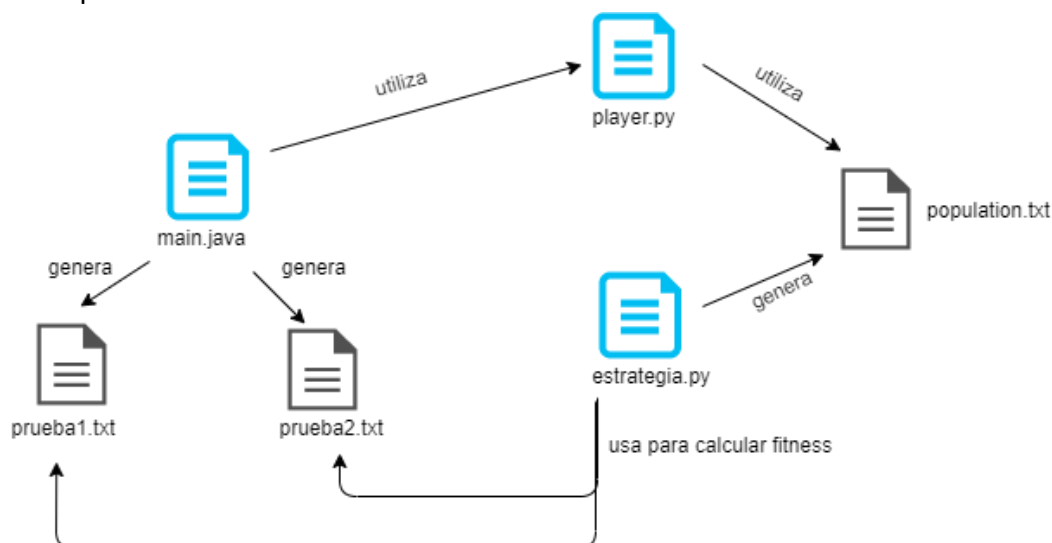 utiliza
player.py
utiliza
main.java
population.txt
genera
genera
genera
prueba1.txt
prueba2.txt
estrategia.py
usa para calcular fitness